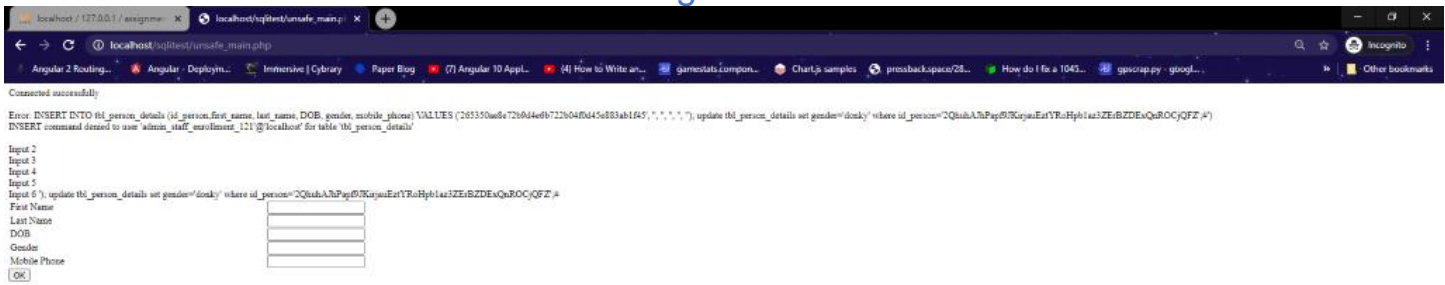 localhost / 127.0.0.1 / assignme
localhost/sqlitest/unsafe_main.p
localhost/sqlitest/unsafe_main.php
Incognito
Angular 2 Routing...
Angular - Deployin...
Immersive | Cybrary
Paper Blog
(7) Angular 10 Appl...
(4) How to Write an...
gamestats.compon...
Chart.js samples
pressback.space/28...
How do I fix a 1045...
gpscrap.py - googl...
Other bookmarks
Connected successfully
Error: INSERT INTO tbl_person_details (id_person,first_name, last_name, DOB, gender, mobile_phone) VALUES ( '', '', '', '', ''); update tbl_person_details set gender='donky' where id_person=
INSERT command denied to user 'admin_staff_enrollment_121'@'localhost' for table 'tbl_person_details'
Input 2
Input 3
Input 4
Input 5
Input 6 '); update tbl_person_details set gender='donky' where id_person=
First Name
Last Name
DOB
Gender
Mobile Phone
OK